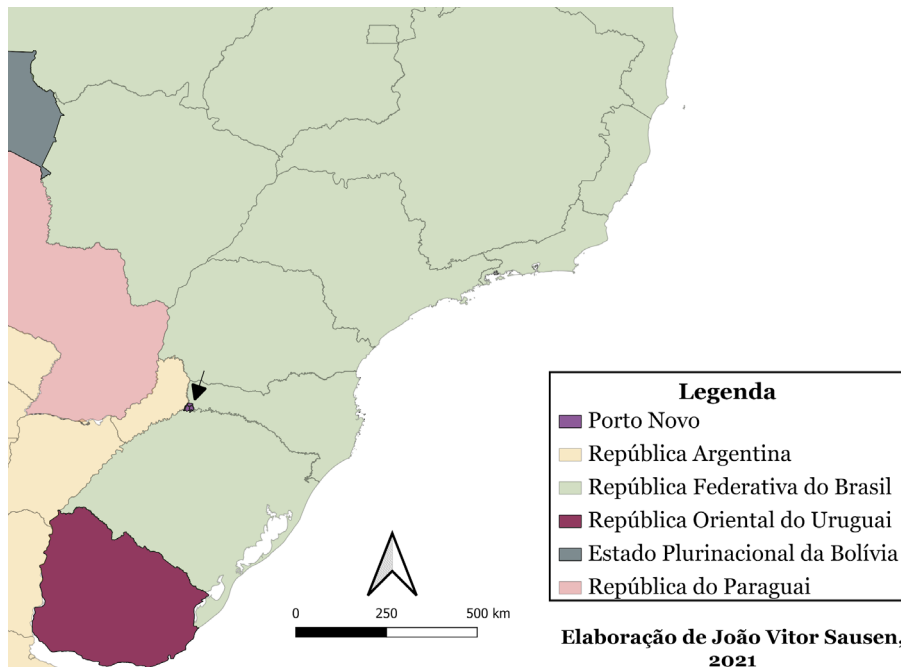 Legenda
Porto Novo
República Argentina
República Federativa do Brasil
República Oriental do Uruguai
Estado Plurinacional da Bolívia
República do Paraguai
0 250 500 km
Elaboração de João Vitor Sausen,
2021